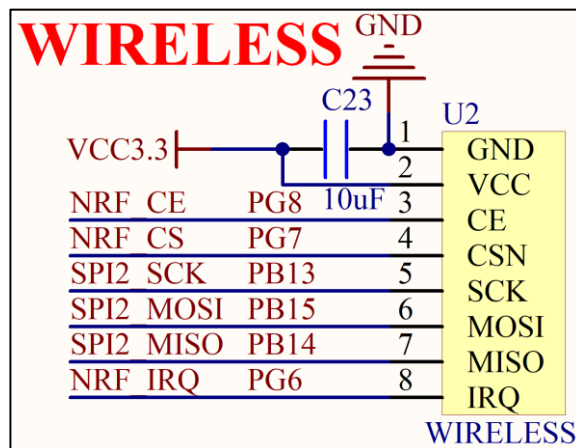 WIRELESS
GND
C23
U2
VCC3.3
10uF
1 GND
2 VCC
NRF_CE PG8 3 CE
NRF_CS PG7 4 CSN
SPI2_SCK PB13 5 SCK
SPI2_MOSI PB15 6 MOSI
SPI2_MISO PB14 7 MISO
NRF_IRQ PG6 8 IRQ
WIRELESS